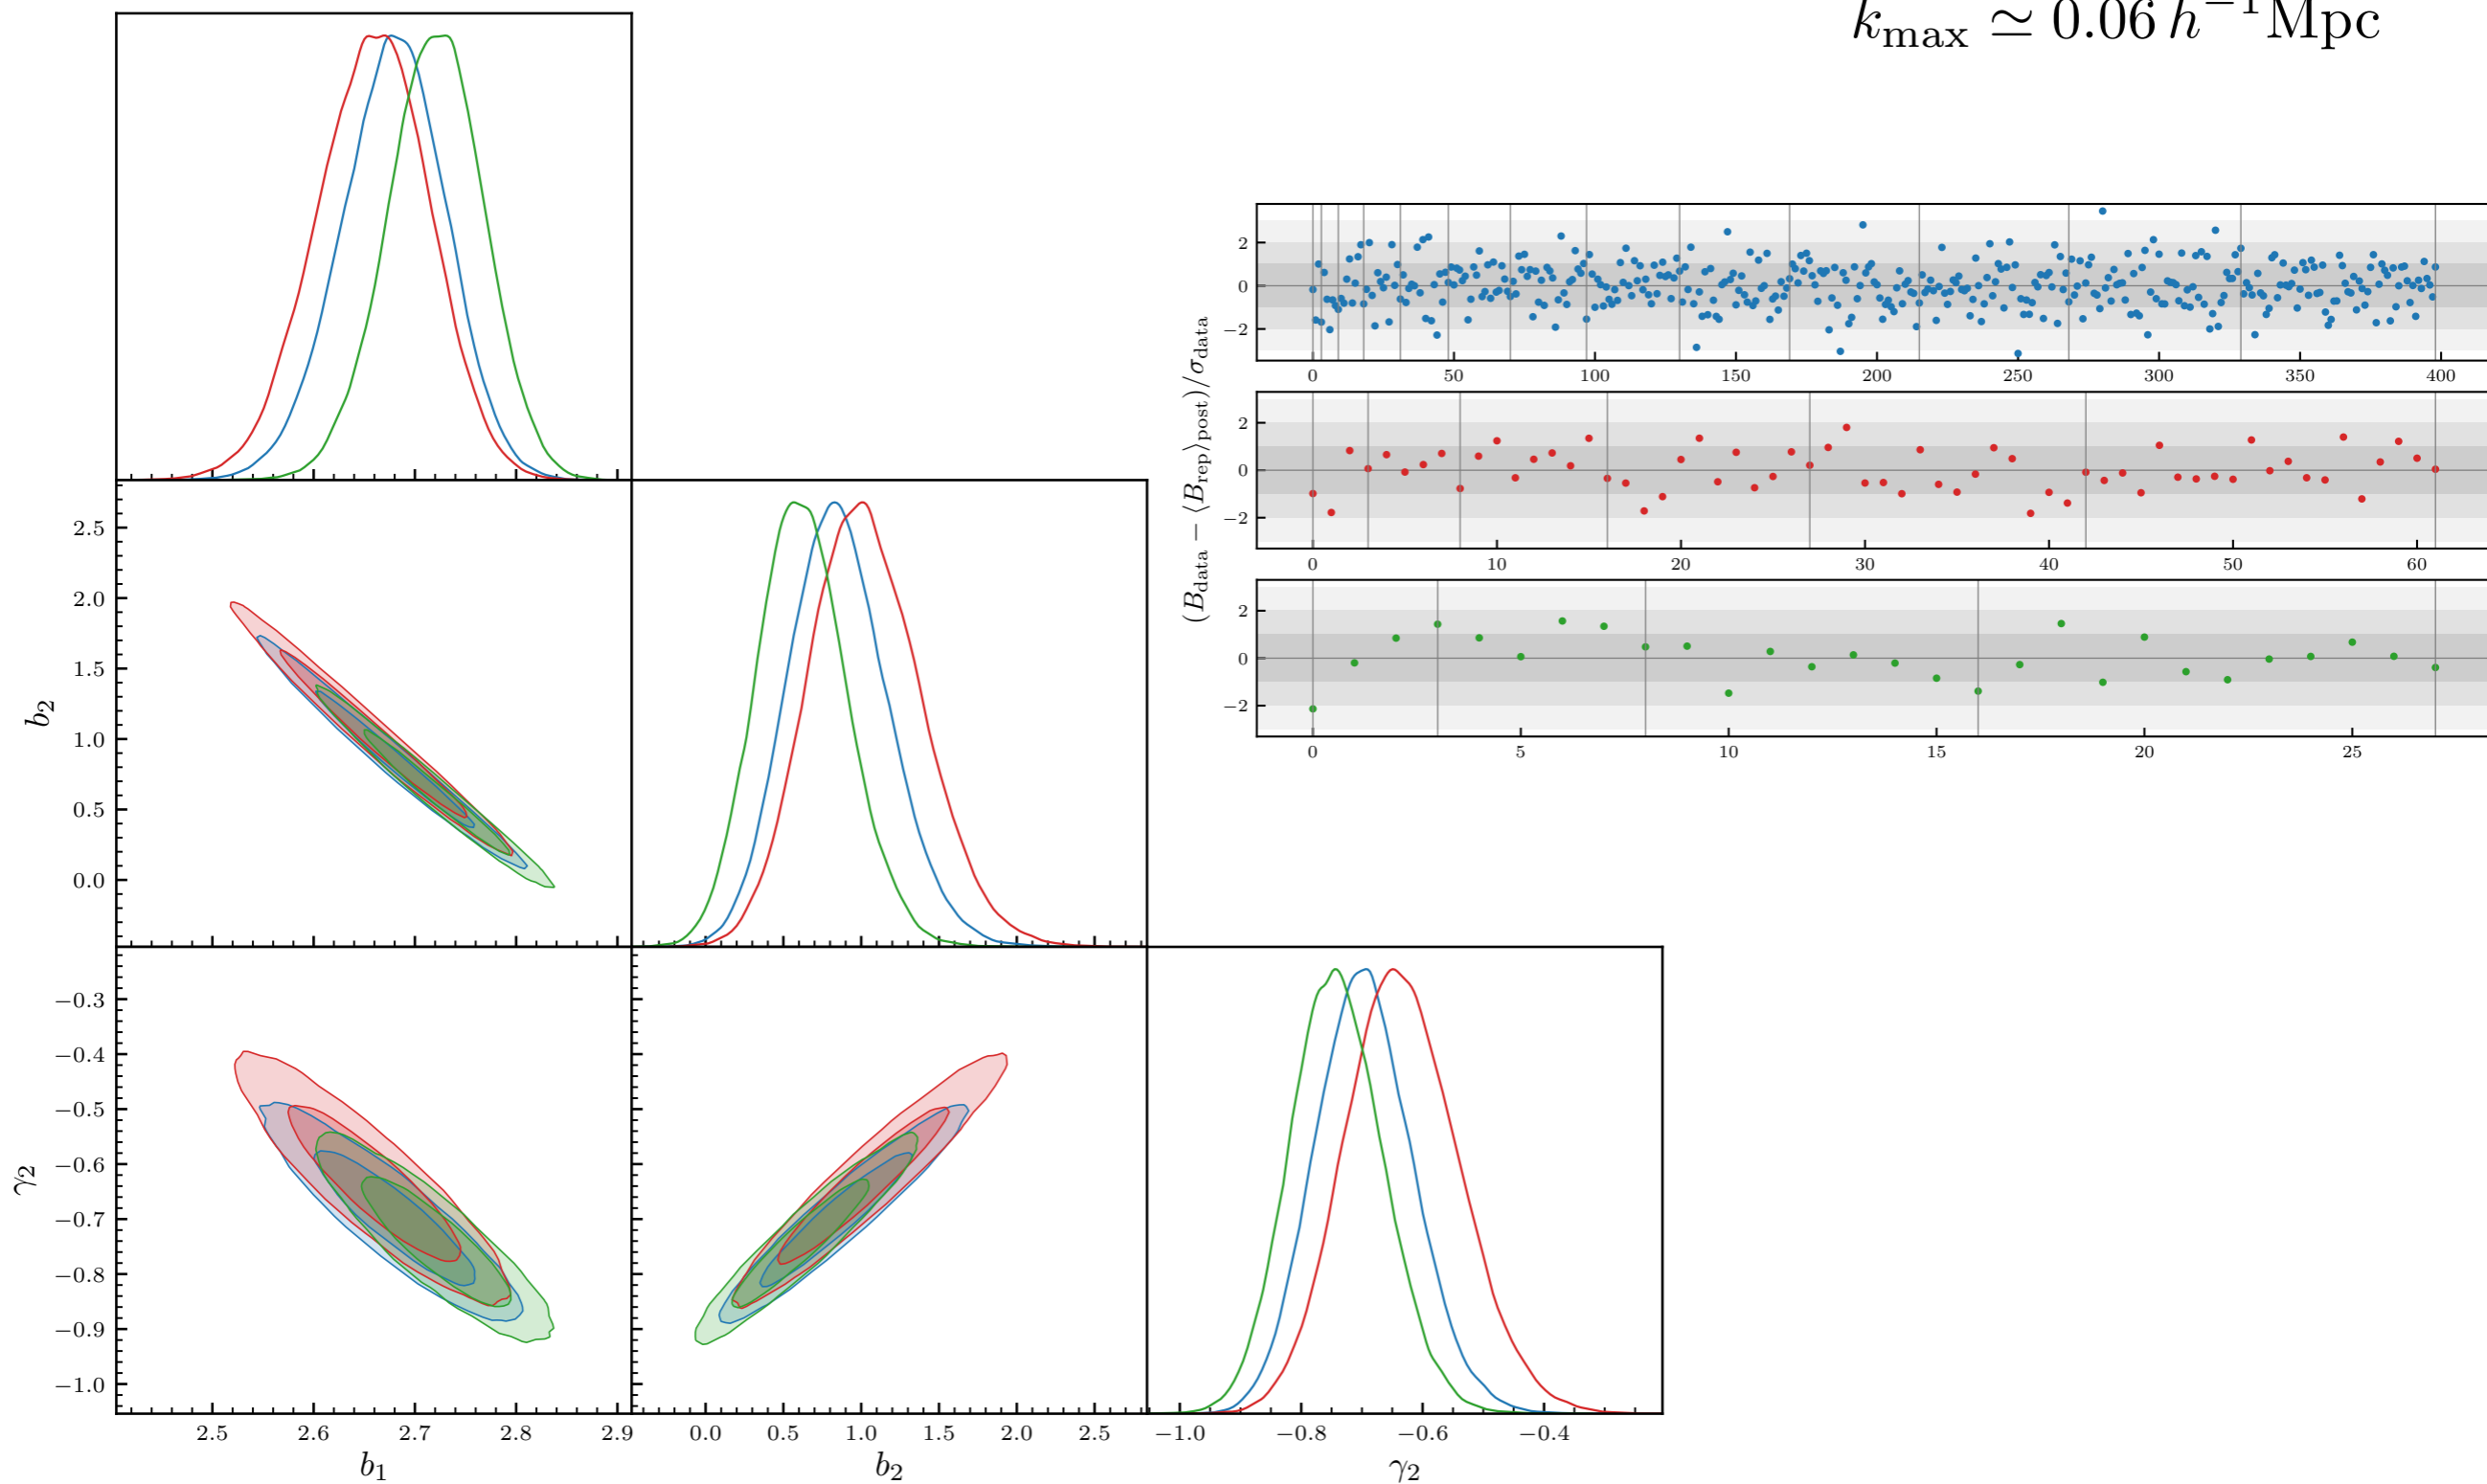 k_max ≃ 0.06 h^−1 Mpc
(B_data − ⟨B_rep⟩_post)/σ_data
2
0
−2
0 50 100 150 200 250 300 350 400
2
0
−2
0 10 20 30 40 50 60
2
0
−2
0 5 10 15 20 25
b_2
2.5
2.0
1.5
1.0
0.5
0.0
γ_2
−0.3
−0.4
−0.5
−0.6
−0.7
−0.8
−0.9
−1.0
2.5 2.6 2.7 2.8 2.9
0.0 0.5 1.0 1.5 2.0 2.5
−1.0 −0.8 −0.6 −0.4
b_1
b_2
γ_2